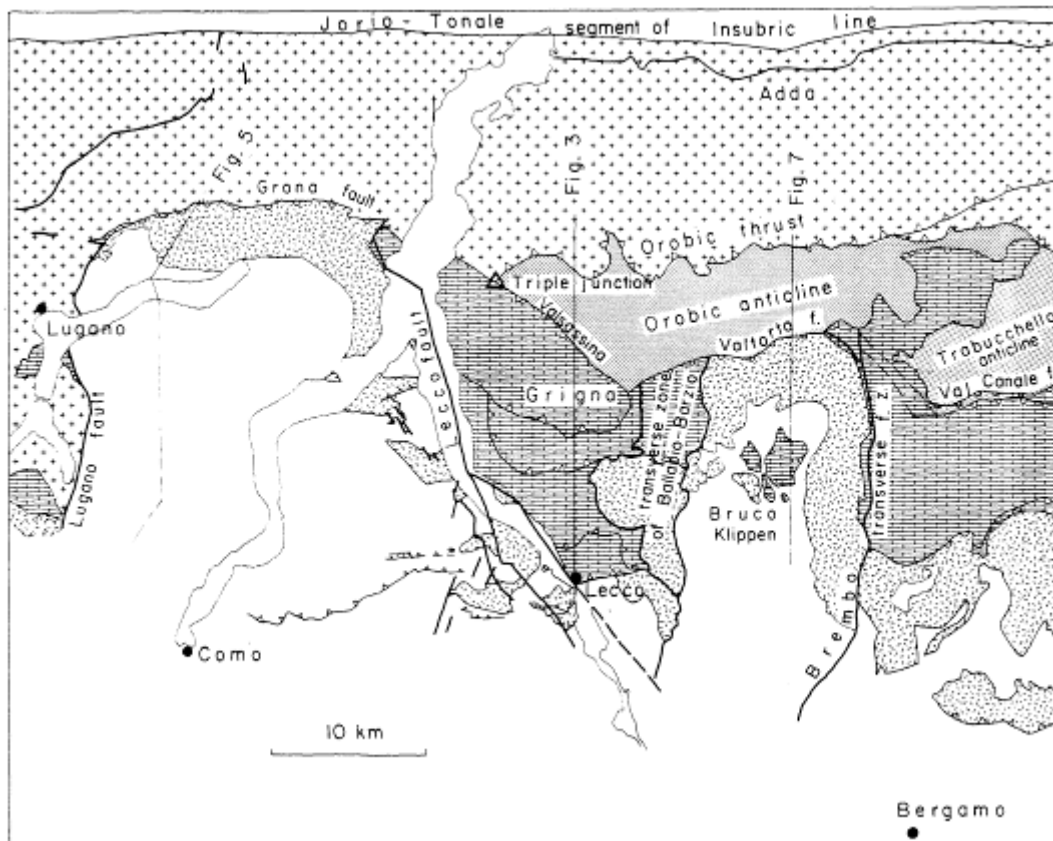 Jorio - Tonale segment of Insubric line
Adda
Fig. 5
Fig. 3
Fig. 7
Grona fault
Orobic thrust
Triple junction
Orobic anticline
Lugano
Valsassina
Valtorta f.
Trabuchello
anticline
Val Canale f.
ecco fault
Grigna
transverse zone
of Ballabio-Barzio
transverse f. z.
Lugano fault
Bruco
Klippen
Lecco
Brembo
Como
10 km
Bergamo